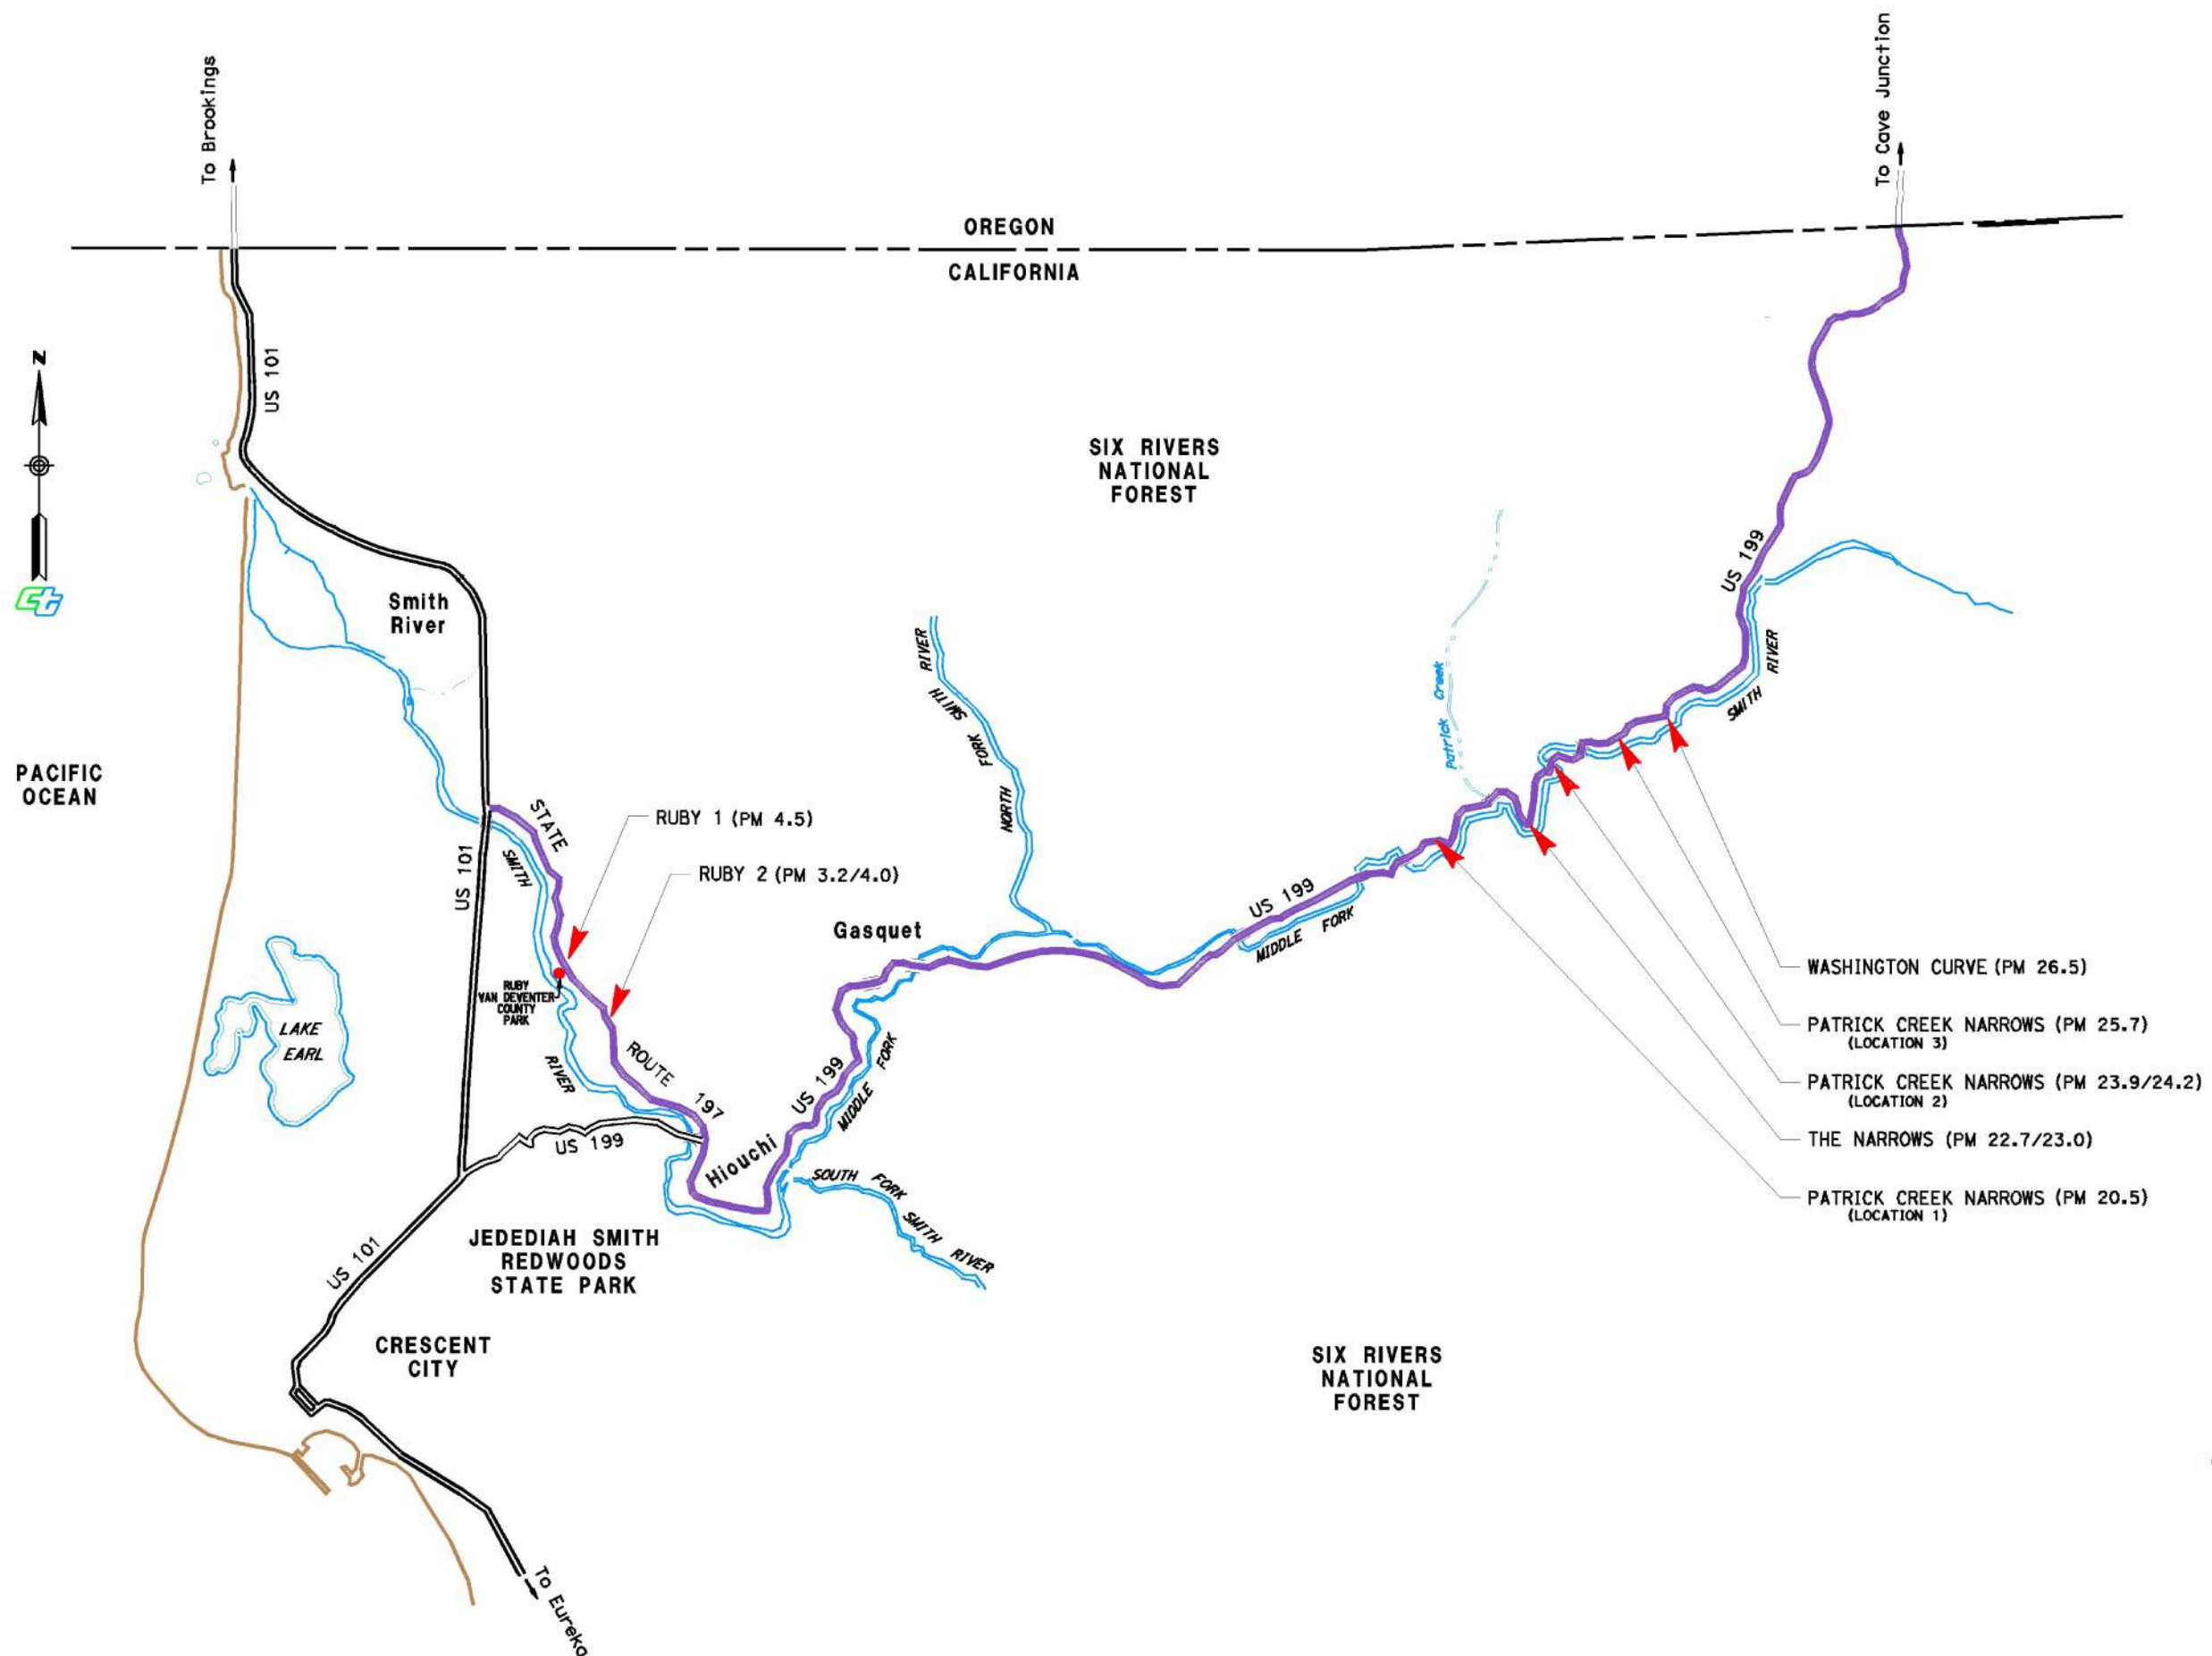 To Brookings
To Cave Junction
OREGON
CALIFORNIA
N
US 101
SIX RIVERS
NATIONAL
FOREST
US 199
Smith
River
RIVER
SMITH
FORK
NORTH
Patrick Creek
RIVER
SMITH
PACIFIC
OCEAN
STATE
RUBY 1 (PM 4.5)
US 101
SMITH
RUBY 2 (PM 3.2/4.0)
US 199
Gasquet
MIDDLE FORK
WASHINGTON CURVE (PM 26.5)
RUBY
VAN DEVENTER
COUNTY
PARK
LAKE
EARL
PATRICK CREEK NARROWS (PM 25.7)
(LOCATION 3)
ROUTE
RIVER
US 199
MIDDLE FORK
PATRICK CREEK NARROWS (PM 23.9/24.2)
(LOCATION 2)
197
US 199
THE NARROWS (PM 22.7/23.0)
Hiouchi
SOUTH FORK
SMITH RIVER
PATRICK CREEK NARROWS (PM 20.5)
(LOCATION 1)
US 101
JEDEDIAH SMITH
REDWOODS
STATE PARK
CRESCENT
CITY
SIX RIVERS
NATIONAL
FOREST
To Eureka
ct